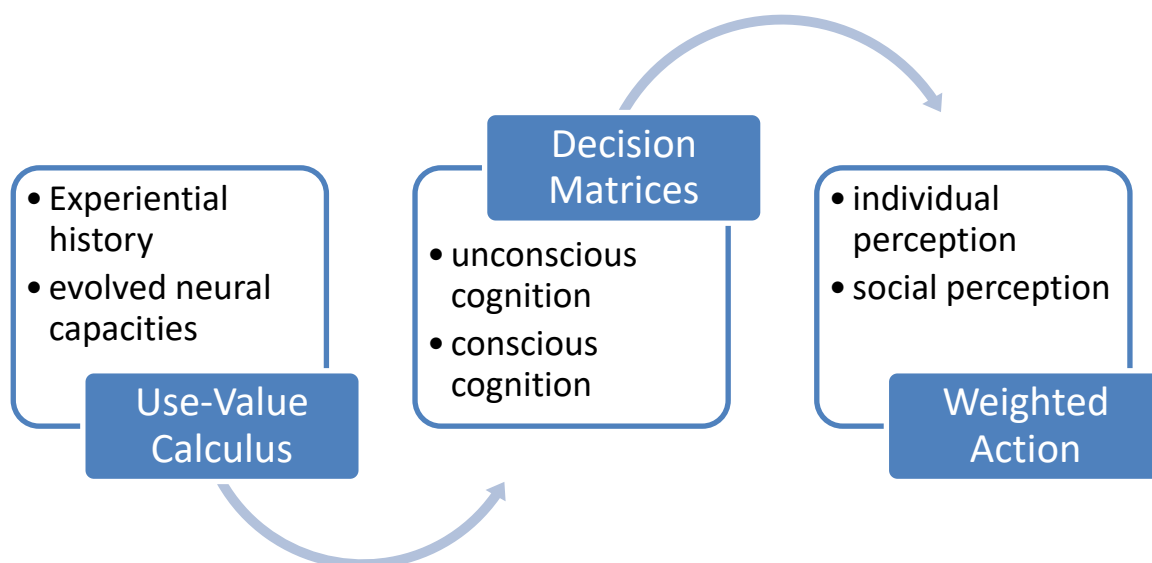 • Experiential
history
• evolved neural
capacities
Use-Value
Calculus
Decision
Matrices
• unconscious
cognition
• conscious
cognition
• individual
perception
• social perception
Weighted
Action